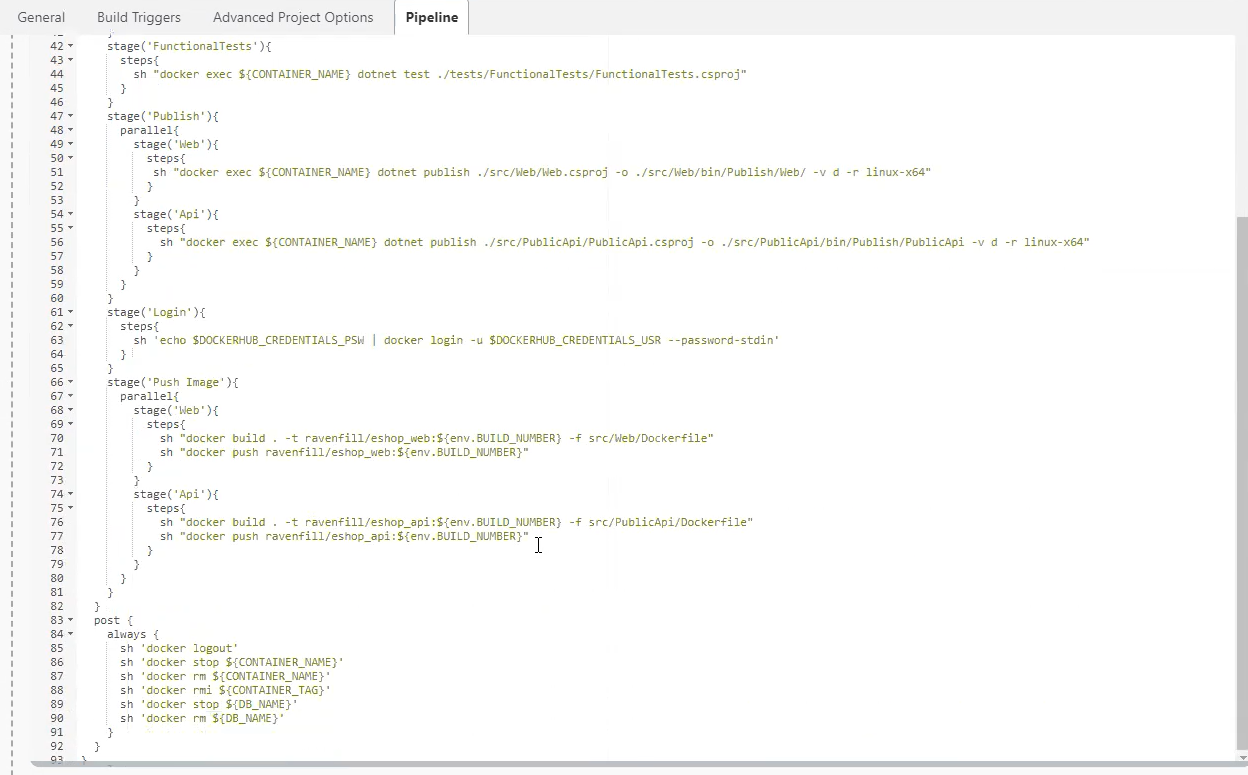 General Build Triggers Advanced Project Options Pipeline
41 }
42 stage('FunctionalTests'){
43 steps{
44 sh "docker exec ${CONTAINER_NAME} dotnet test ./tests/FunctionalTests/FunctionalTests.csproj"
45 }
46 }
47 stage('Publish'){
48 parallel{
49 stage('Web'){
50 steps{
51 sh "docker exec ${CONTAINER_NAME} dotnet publish ./src/Web/Web.csproj -o ./src/Web/bin/Publish/Web/ -v d -r linux-x64"
52 }
53 }
54 stage('Api'){
55 steps{
56 sh "docker exec ${CONTAINER_NAME} dotnet publish ./src/PublicApi/PublicApi.csproj -o ./src/PublicApi/bin/Publish/PublicApi -v d -r linux-x64"
57 }
58 }
59 }
60 }
61 stage('Login'){
62 steps{
63 sh 'echo $DOCKERHUB_CREDENTIALS_PSW | docker login -u $DOCKERHUB_CREDENTIALS_USR --password-stdin'
64 }
65 }
66 stage('Push Image'){
67 parallel{
68 stage('Web'){
69 steps{
70 sh "docker build . -t ravenfill/eshop_web:${env.BUILD_NUMBER} -f src/Web/Dockerfile"
71 sh "docker push ravenfill/eshop_web:${env.BUILD_NUMBER}"
72 }
73 }
74 stage('Api'){
75 steps{
76 sh "docker build . -t ravenfill/eshop_api:${env.BUILD_NUMBER} -f src/PublicApi/Dockerfile"
77 sh "docker push ravenfill/eshop_api:${env.BUILD_NUMBER}"
78 }
79 }
80 }
81 }
82 }
83 post {
84 always {
85 sh 'docker logout'
86 sh 'docker stop ${CONTAINER_NAME}'
87 sh 'docker rm ${CONTAINER_NAME}'
88 sh 'docker rmi ${CONTAINER_TAG}'
89 sh 'docker stop ${DB_NAME}'
90 sh 'docker rm ${DB_NAME}'
91 }
92 }
93 }